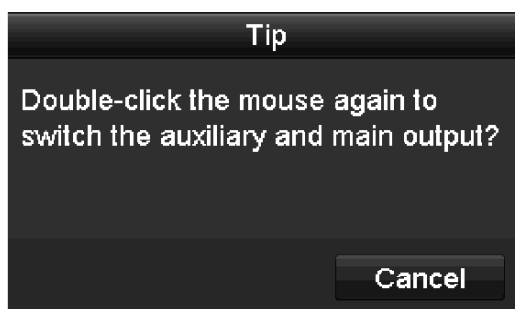 Tip
Double-click the mouse again to
switch the auxiliary and main output?
Cancel